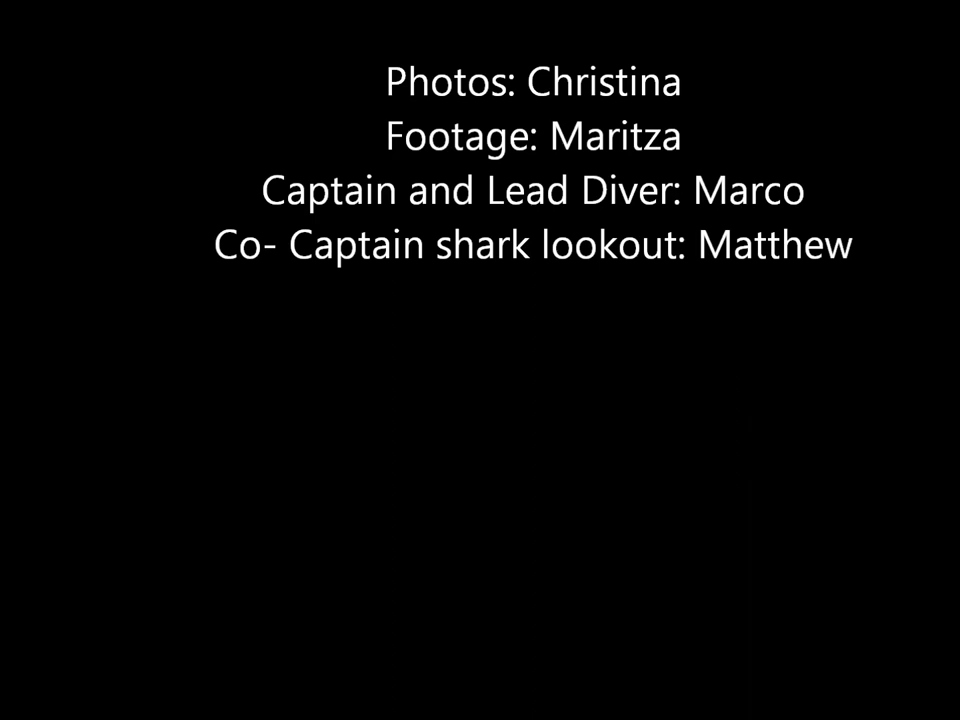 Photos: Christina
Footage: Maritza
Captain and Lead Diver: Marco
Co- Captain shark lookout: Matthew